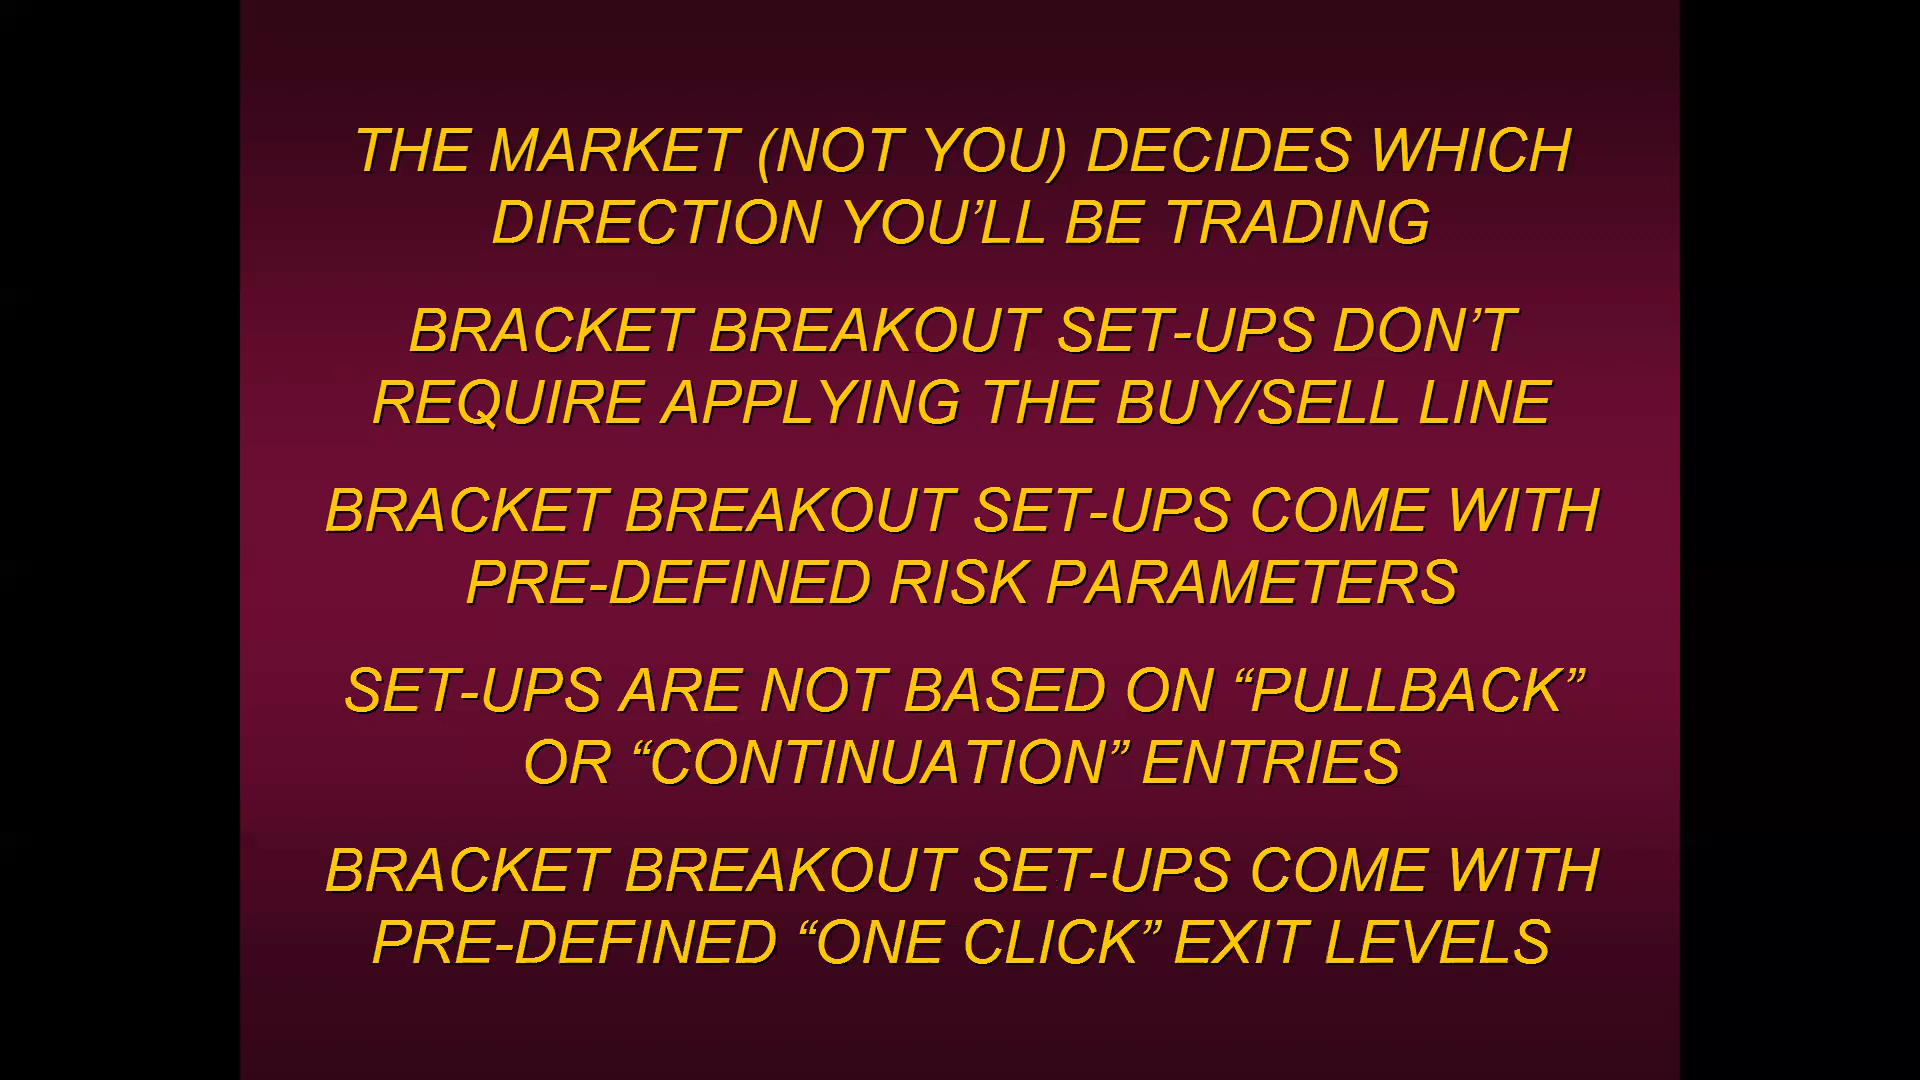 THE MARKET (NOT YOU) DECIDES WHICH
DIRECTION YOU’LL BE TRADING
BRACKET BREAKOUT SET-UPS DON’T
REQUIRE APPLYING THE BUY/SELL LINE
BRACKET BREAKOUT SET-UPS COME WITH
PRE-DEFINED RISK PARAMETERS
SET-UPS ARE NOT BASED ON “PULLBACK”
OR “CONTINUATION” ENTRIES
BRACKET BREAKOUT SET-UPS COME WITH
PRE-DEFINED “ONE CLICK” EXIT LEVELS